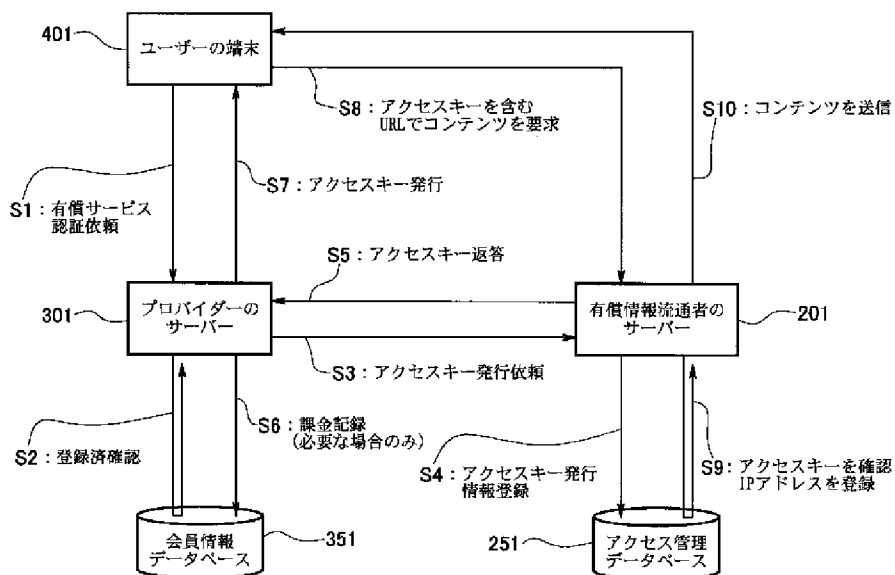 401
ユーザーの端末
S8：アクセスキーを含む
URLでコンテンツを要求
S10：コンテンツを送信
S7：アクセスキー発行
S1：有償サービス
認証依頼
S5：アクセスキー返答
301
プロバイダーの
サーバー
有償情報流通者の
サーバー
201
S3：アクセスキー発行依頼
S2：登録済確認
S6：課金記録
(必要な場合のみ)
S4：アクセスキー発行
情報登録
S9：アクセスキーを確認
IPアドレスを登録
会員情報
データベース
351
251
アクセス管理
データベース